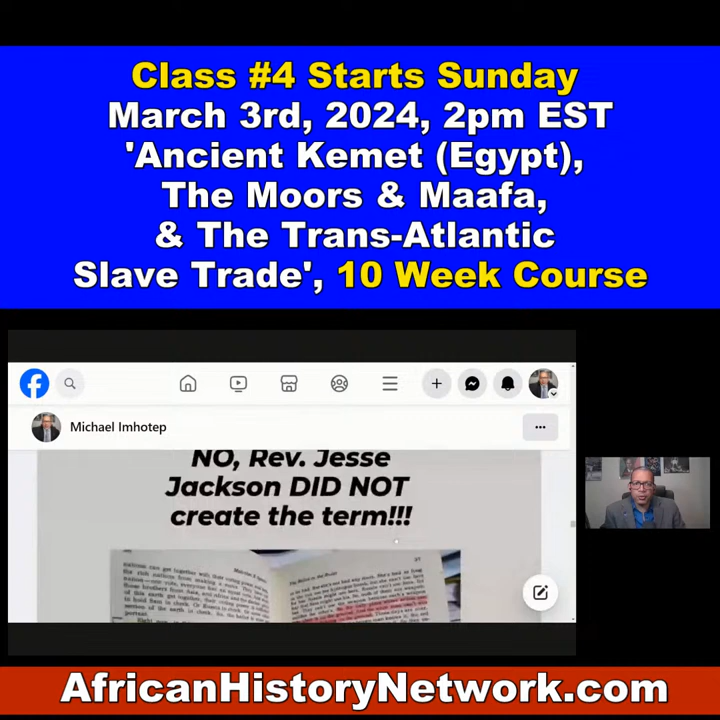 Class #4 Starts Sunday
March 3rd, 2024, 2pm EST
'Ancient Kemet (Egypt),
The Moors & Maafa,
& The Trans-Atlantic
Slave Trade', 10 Week Course
Michael Imhotep
NO, Rev. Jesse
Jackson DID NOT
create the term!!!
AfricanHistoryNetwork.com